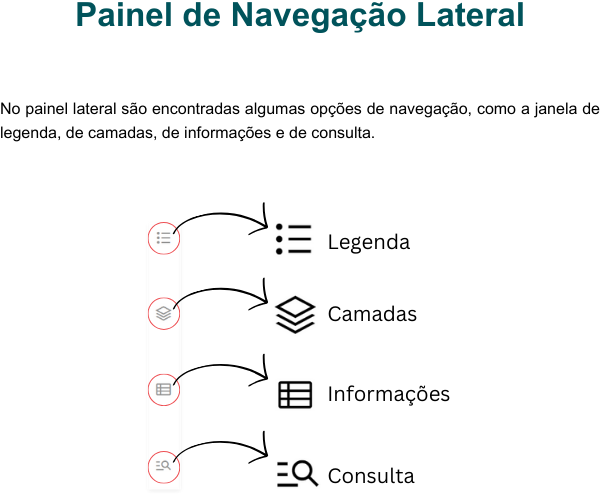 Painel de Navegação Lateral
No painel lateral são encontradas algumas opções de navegação, como a janela de
legenda, de camadas, de informações e de consulta.
Legenda
Camadas
Informações
Consulta